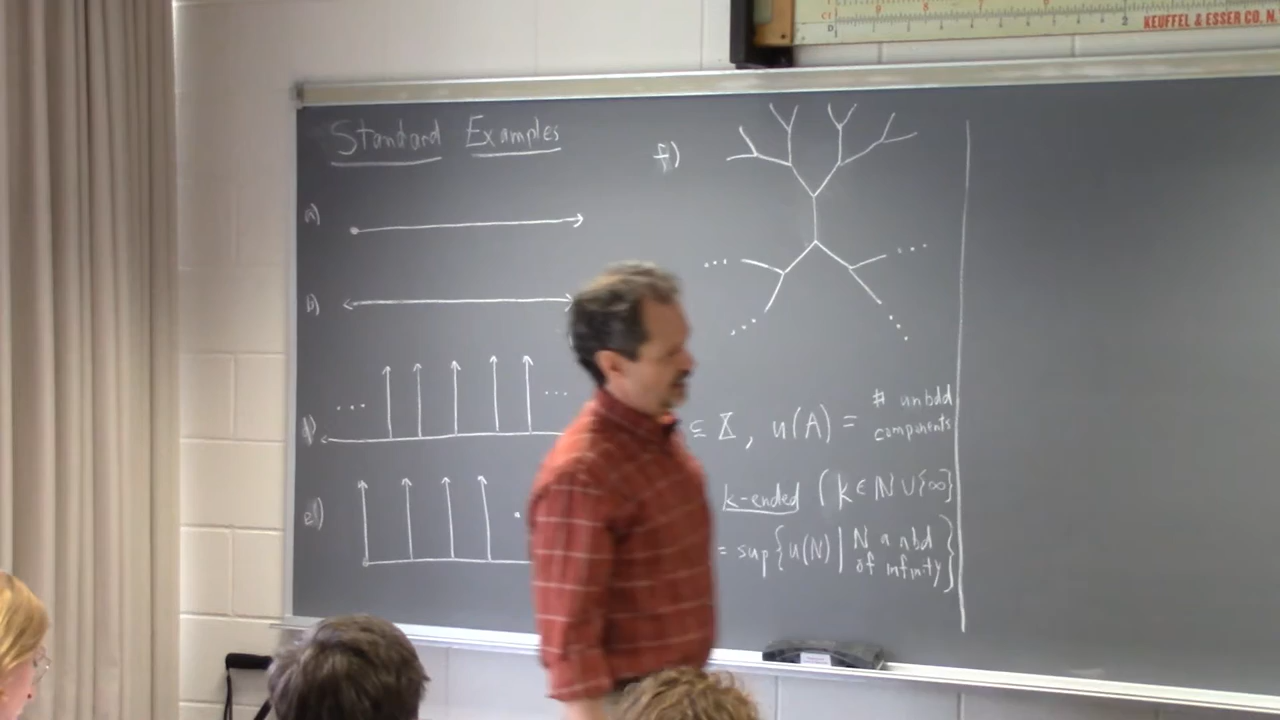 Standard Examples
a)
b)
...
...
d)
e)
f)
...
...
...
...
⊆ X, u(A) = # unbdd
components
k-ended (k ∈ ℕ ∪ {∞}
= sup{u(N) | N a nbd
of infinity}
KEUFFEL & ESSER CO. N.